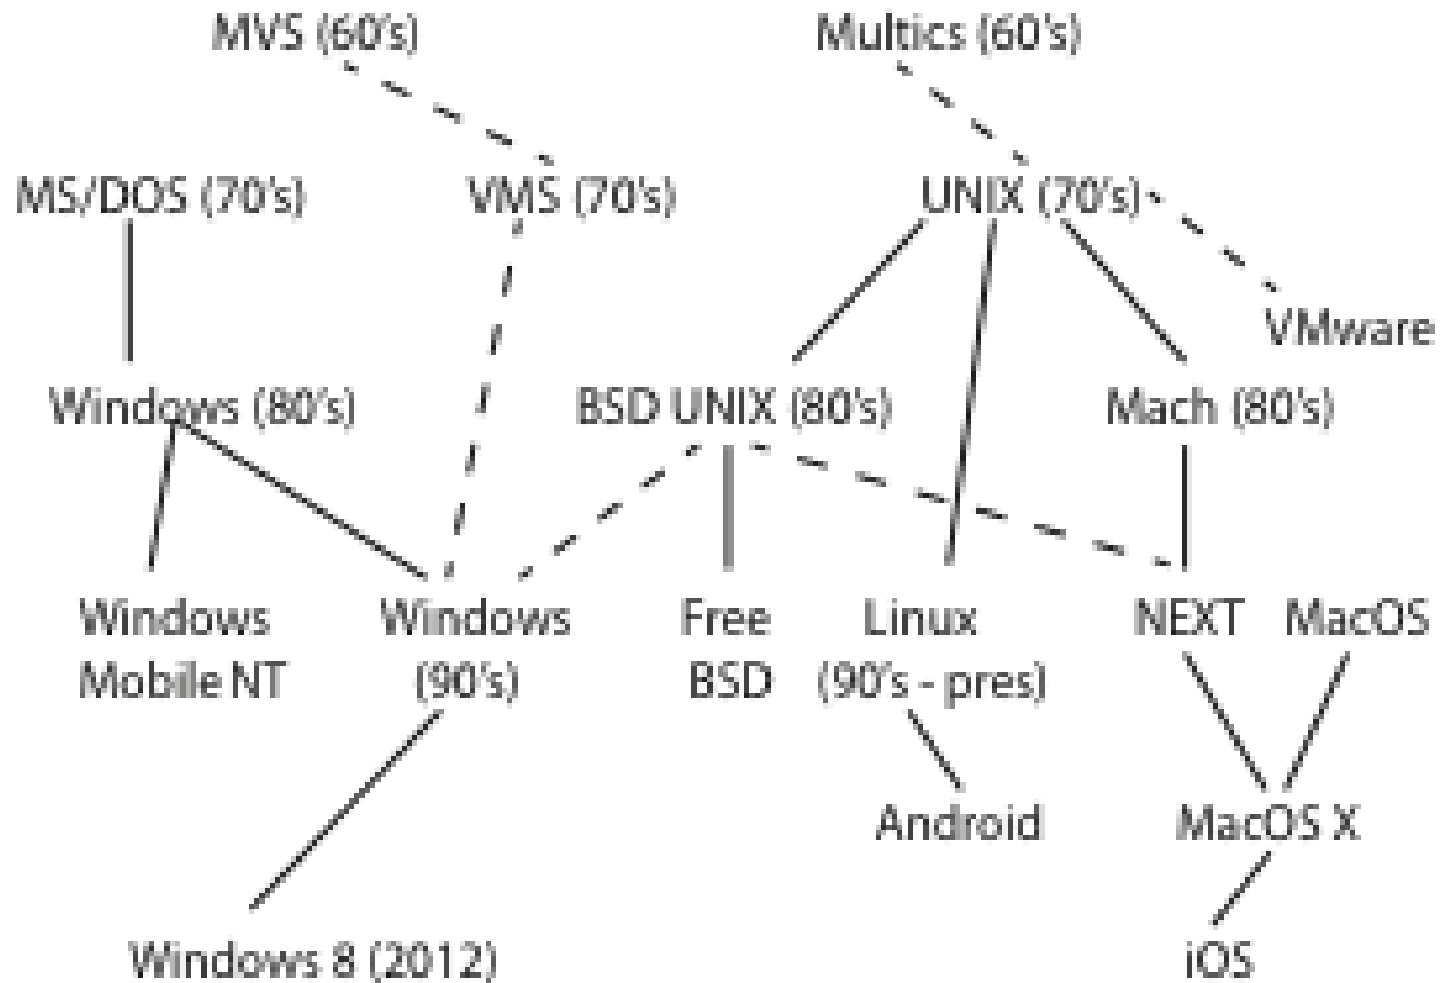 MVS (60's)
Multics (60's)
MS/DOS (70's)
VMS (70's)
UNIX (70's)
VMware
Windows (80's)
BSD UNIX (80's)
Mach (80's)
Windows
Mobile NT
Windows
(90's)
Free
BSD
Linux
(90's - pres)
NEXT
MacOS
Android
MacOS X
Windows 8 (2012)
iOS